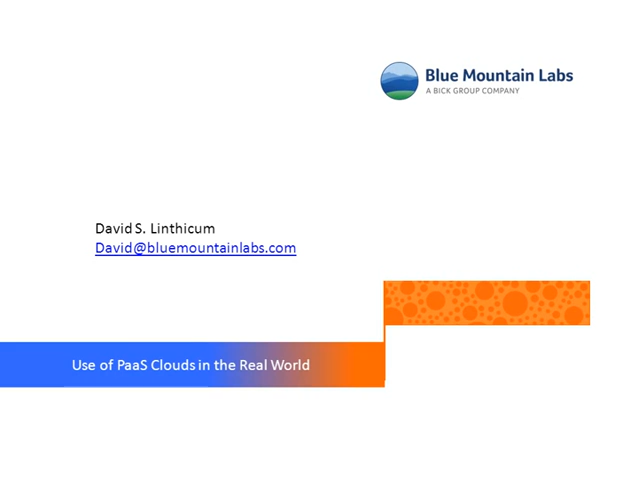 Blue Mountain Labs
A BICK GROUP COMPANY
David S. Linthicum
David@bluemountainlabs.com
Use of PaaS Clouds in the Real World